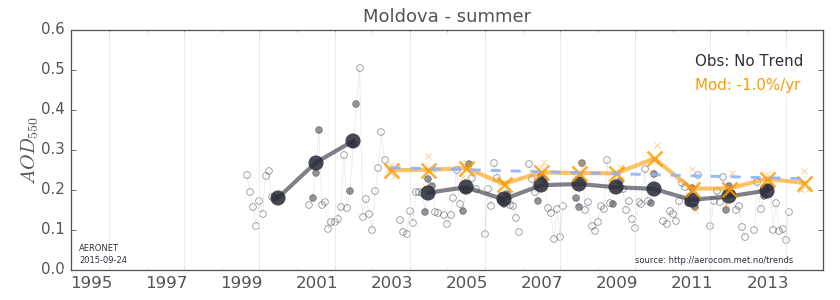 Moldova - summer
0.6
0.5
0.4
0.3
0.2
0.1
0.0
AOD550
Obs: No Trend
Mod: -1.0%/yr
AERONET
2015-09-24
source: http://aerocom.met.no/trends
1995 1997 1999 2001 2003 2005 2007 2009 2011 2013